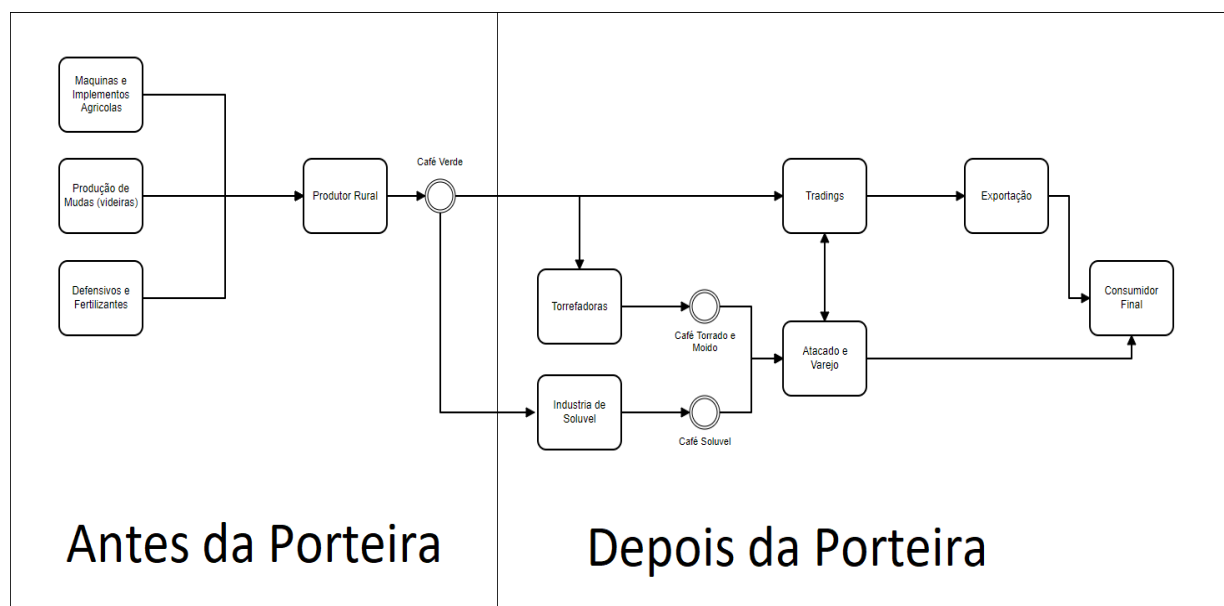 Maquinas e
Implementos
Agricolas
Produção de
Mudas (videiras)
Defensivos e
Fertilizantes
Produtor Rural
Café Verde
Torrefadoras
Industria de
Soluvel
Café Torrado e
Moido
Café Soluvel
Tradings
Atacado e
Varejo
Exportação
Consumidor
Final
Antes da Porteira
Depois da Porteira